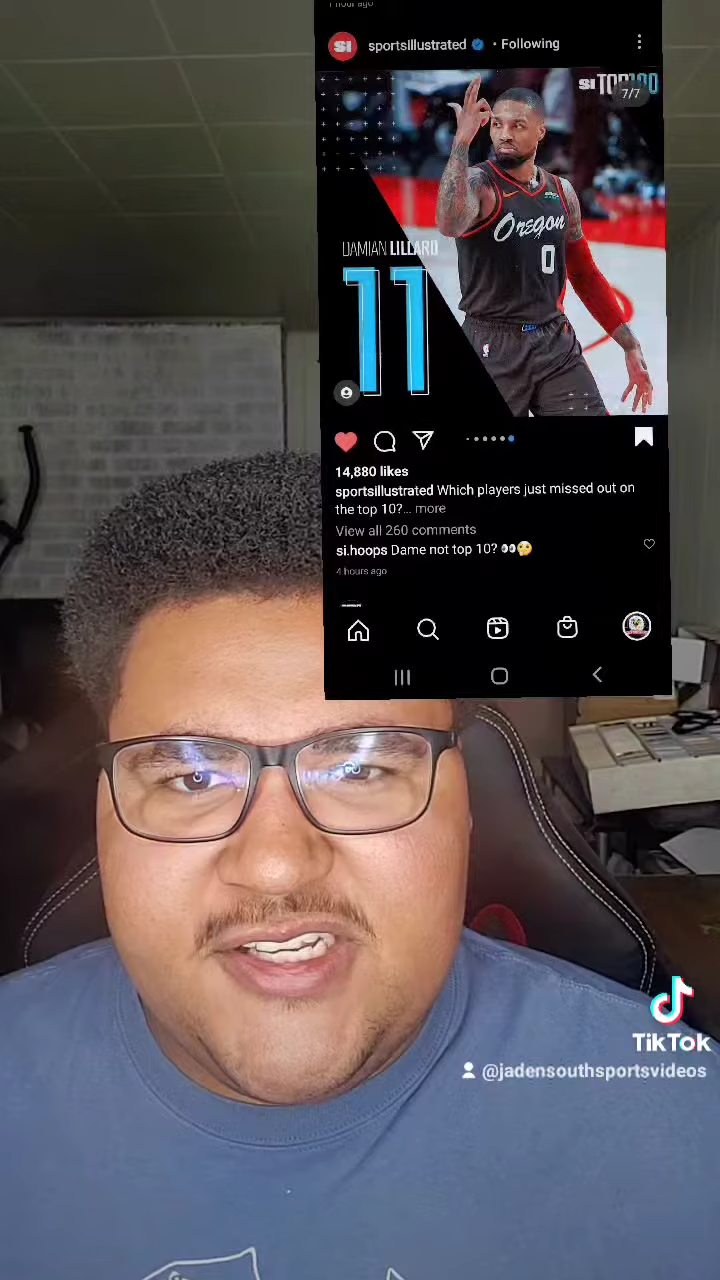 1 hour ago
SI
sportsillustrated • Following
SI TOP100
7/7
Oregon
0
DAMIAN LILLARD
11
14,880 likes
sportsillustrated Which players just missed out on
the top 10?... more
View all 260 comments
si.hoops Dame not top 10? 👀🤔
4 hours ago
TikTok
@jadensouthsportsvideos